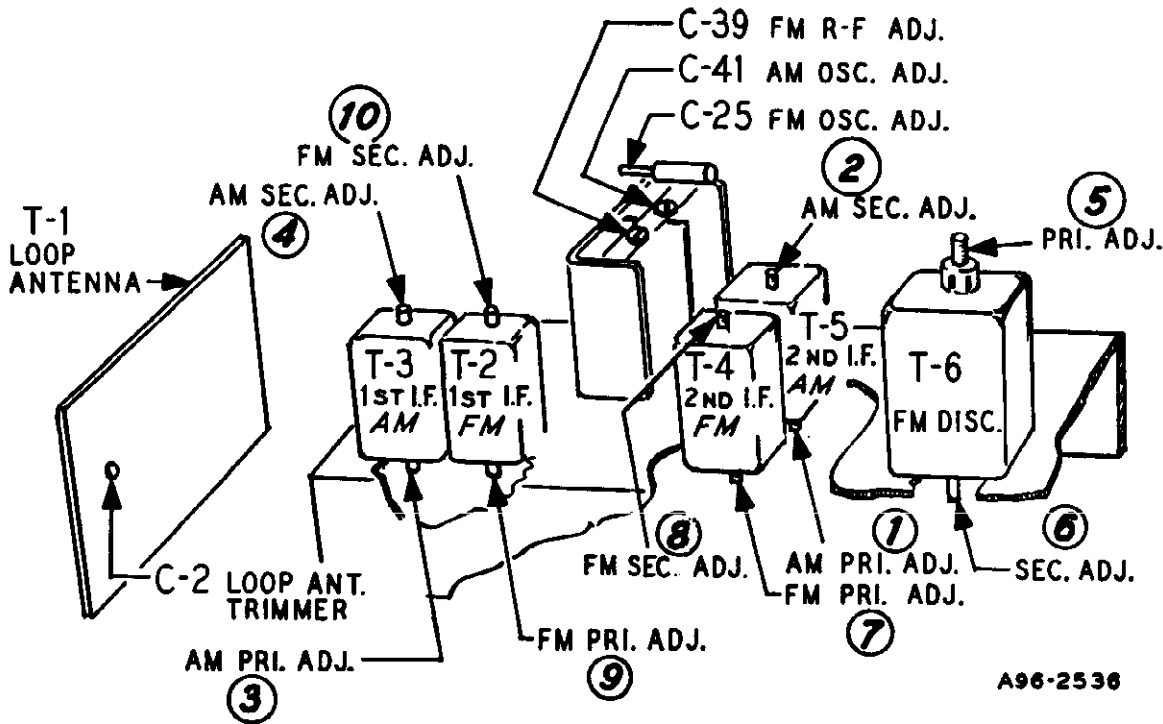 C-39 FM R-F ADJ.
C-41 AM OSC. ADJ.
C-25 FM OSC. ADJ.
10
FM SEC. ADJ.
2
AM SEC. ADJ.
AM SEC. ADJ.
4
5
PRI. ADJ.
T-1
LOOP
ANTENNA
T-3
1ST I.F.
AM
T-2
1ST I.F.
FM
T-4
2ND I.F.
FM
T-5
2ND I.F.
AM
T-6
FM DISC.
8
FM SEC. ADJ.
1
AM PRI. ADJ.
FM PRI. ADJ.
7
6
SEC. ADJ.
C-2 LOOP ANT.
TRIMMER
AM PRI. ADJ.
3
FM PRI. ADJ.
9
A96-2536